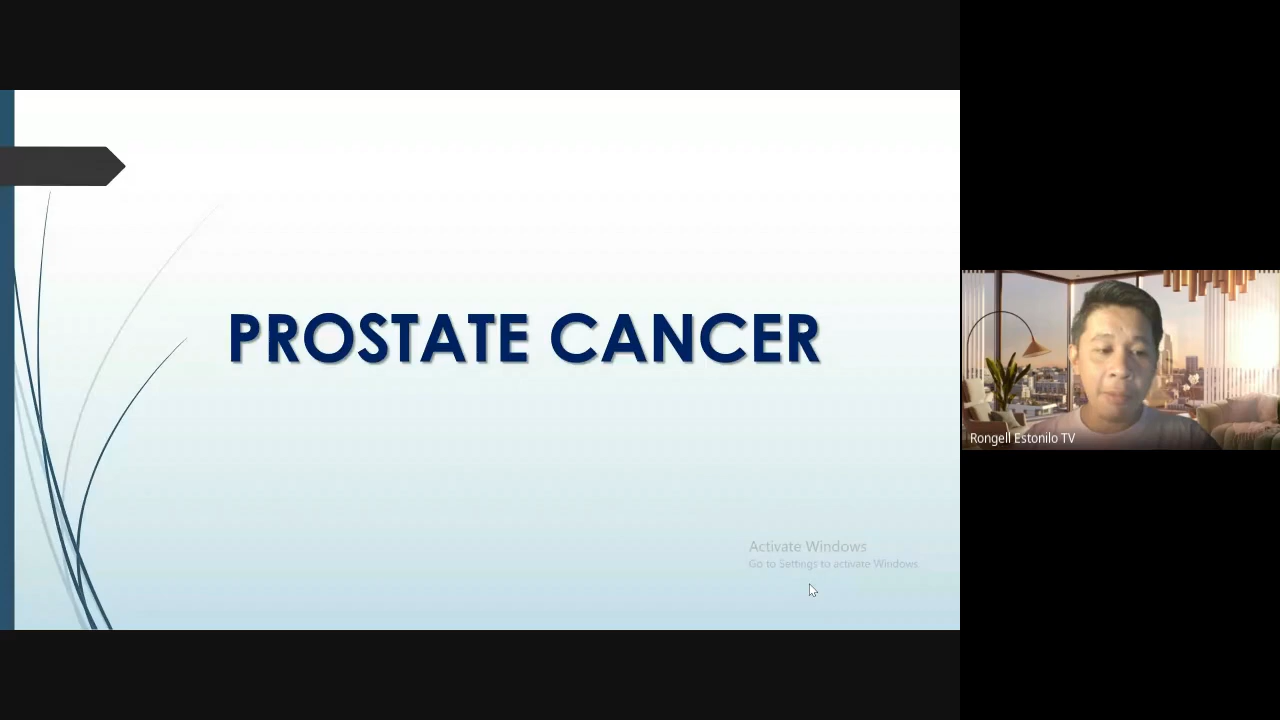 PROSTATE CANCER
Activate Windows
Go to Settings to activate Windows.
Rongell Estonilo TV